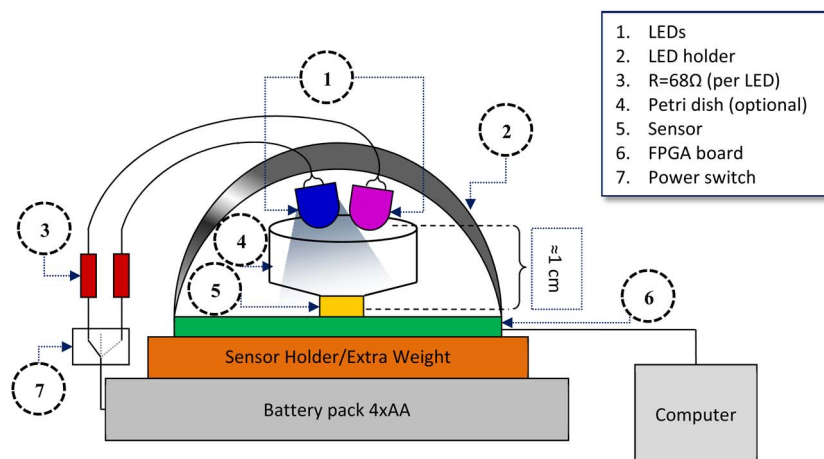 1. LEDs
2. LED holder
3. R=68Ω (per LED)
4. Petri dish (optional)
5. Sensor
6. FPGA board
7. Power switch
1
2
3
4
5
≈1 cm
6
7
Sensor Holder/Extra Weight
Battery pack 4xAA
Computer